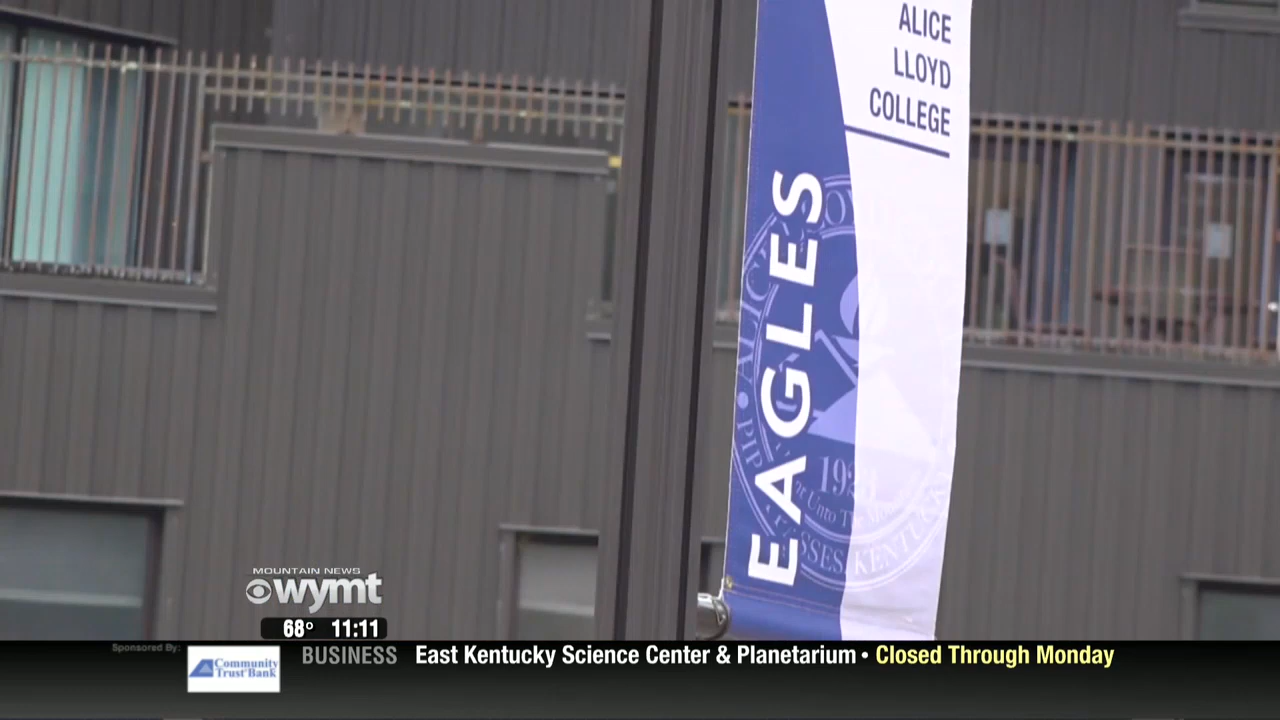 ALICE
LLOYD
COLLEGE
EAGLES
MOUNTAIN NEWS
wymt
68° 11:11
Sponsored By:
Community
Trust Bank
BUSINESS East Kentucky Science Center & Planetarium • Closed Through Monday